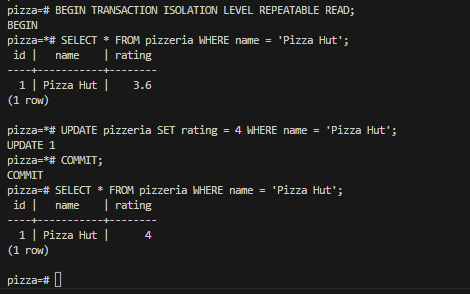 pizza=# BEGIN TRANSACTION ISOLATION LEVEL REPEATABLE READ;
BEGIN
pizza=*# SELECT * FROM pizzeria WHERE name = 'Pizza Hut';
 id |   name    | rating
----+-----------+--------
  1 | Pizza Hut |    3.6
(1 row)

pizza=*# UPDATE pizzeria SET rating = 4 WHERE name = 'Pizza Hut';
UPDATE 1
pizza=*# COMMIT;
COMMIT
pizza=# SELECT * FROM pizzeria WHERE name = 'Pizza Hut';
 id |   name    | rating
----+-----------+--------
  1 | Pizza Hut |      4
(1 row)

pizza=#